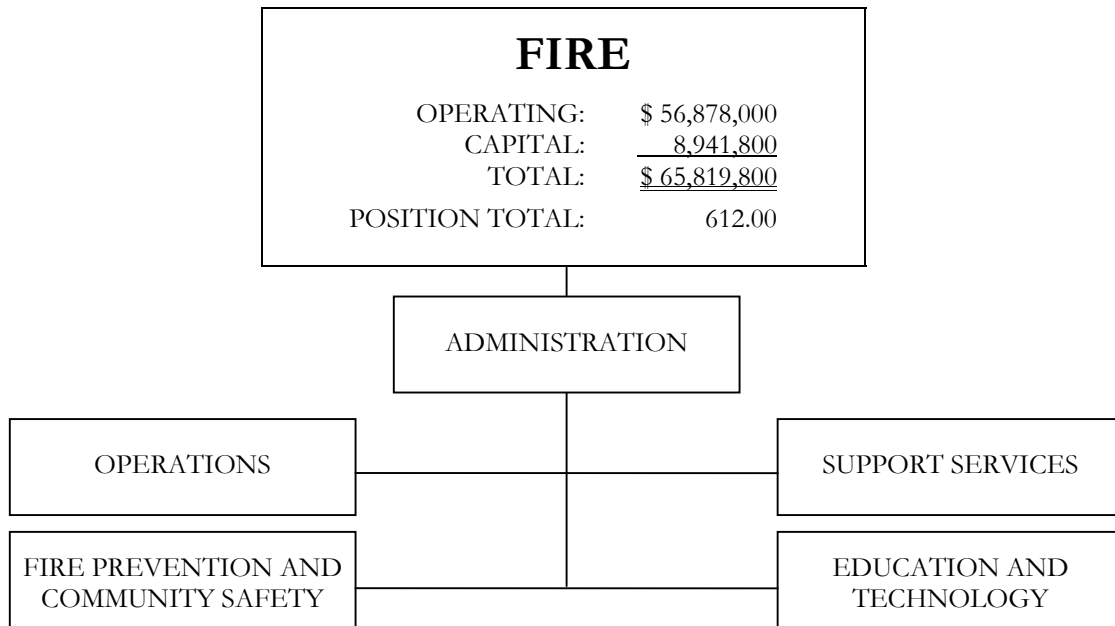 FIRE
OPERATING: $ 56,878,000
CAPITAL: 8,941,800
TOTAL: $ 65,819,800
POSITION TOTAL: 612.00
ADMINISTRATION
OPERATIONS
SUPPORT SERVICES
FIRE PREVENTION AND
COMMUNITY SAFETY
EDUCATION AND
TECHNOLOGY